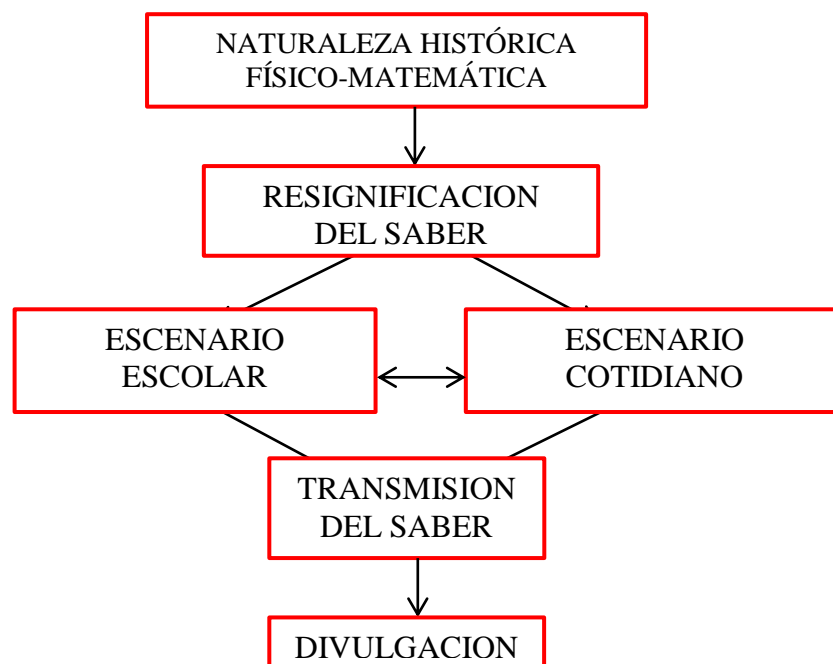 NATURALEZA HISTÓRICA
FÍSICO-MATEMÁTICA
RESIGNIFICACION
DEL SABER
ESCENARIO
ESCOLAR
ESCENARIO
COTIDIANO
TRANSMISION
DEL SABER
DIVULGACION